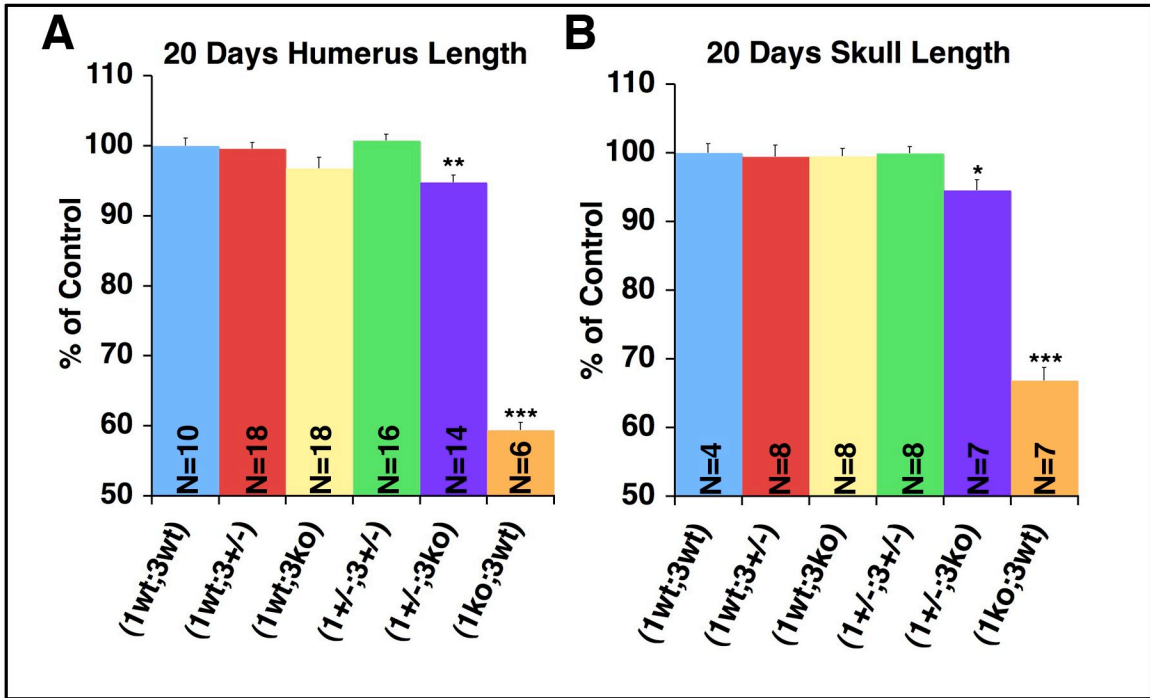 A
20 Days Humerus Length
% of Control
110
100
90
80
70
60
50
**
***
N=10
N=18
N=18
N=16
N=14
N=6
(1wt;3wt)
(1wt;3+/-)
(1wt;3ko)
(1+/-;3+/-)
(1+/-;3ko)
(1ko;3wt)
B
20 Days Skull Length
% of Control
110
100
90
80
70
60
50
*
***
N=4
N=8
N=8
N=8
N=7
N=7
(1wt;3wt)
(1wt;3+/-)
(1wt;3ko)
(1+/-;3+/-)
(1+/-;3ko)
(1ko;3wt)